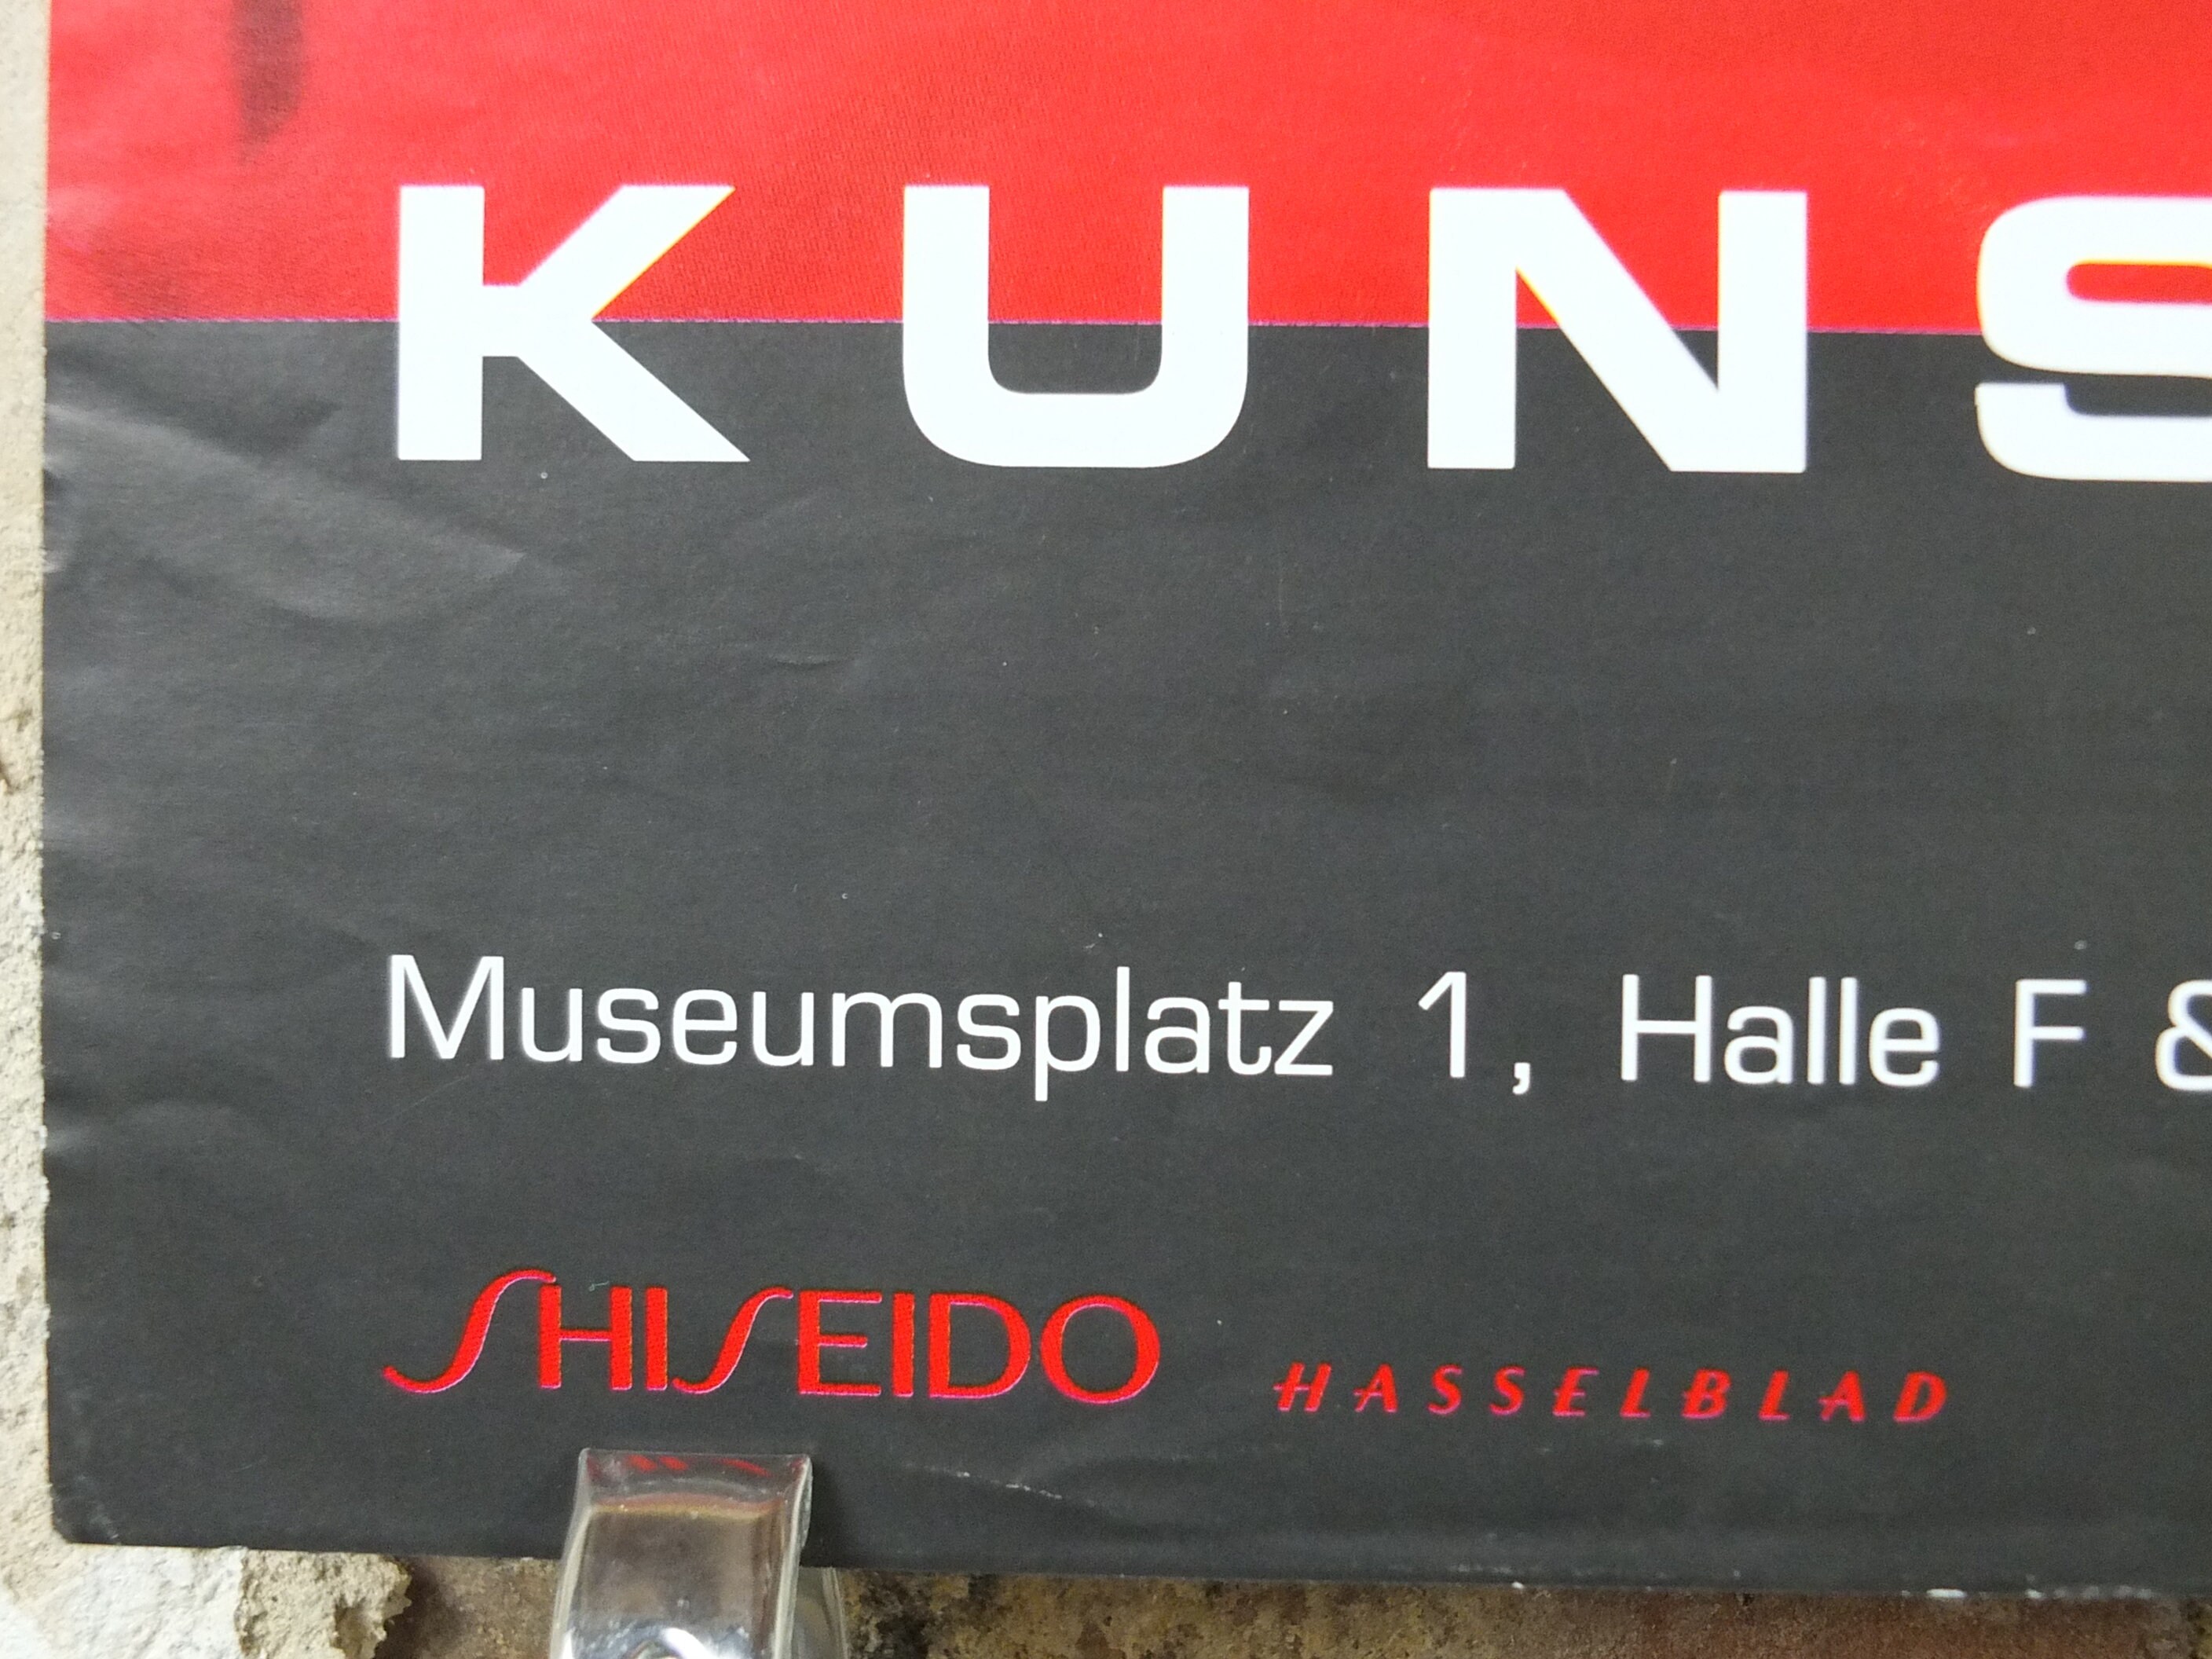 KUNS
Museumsplatz 1, Halle F &
SHISEIDO HASSELBLAD